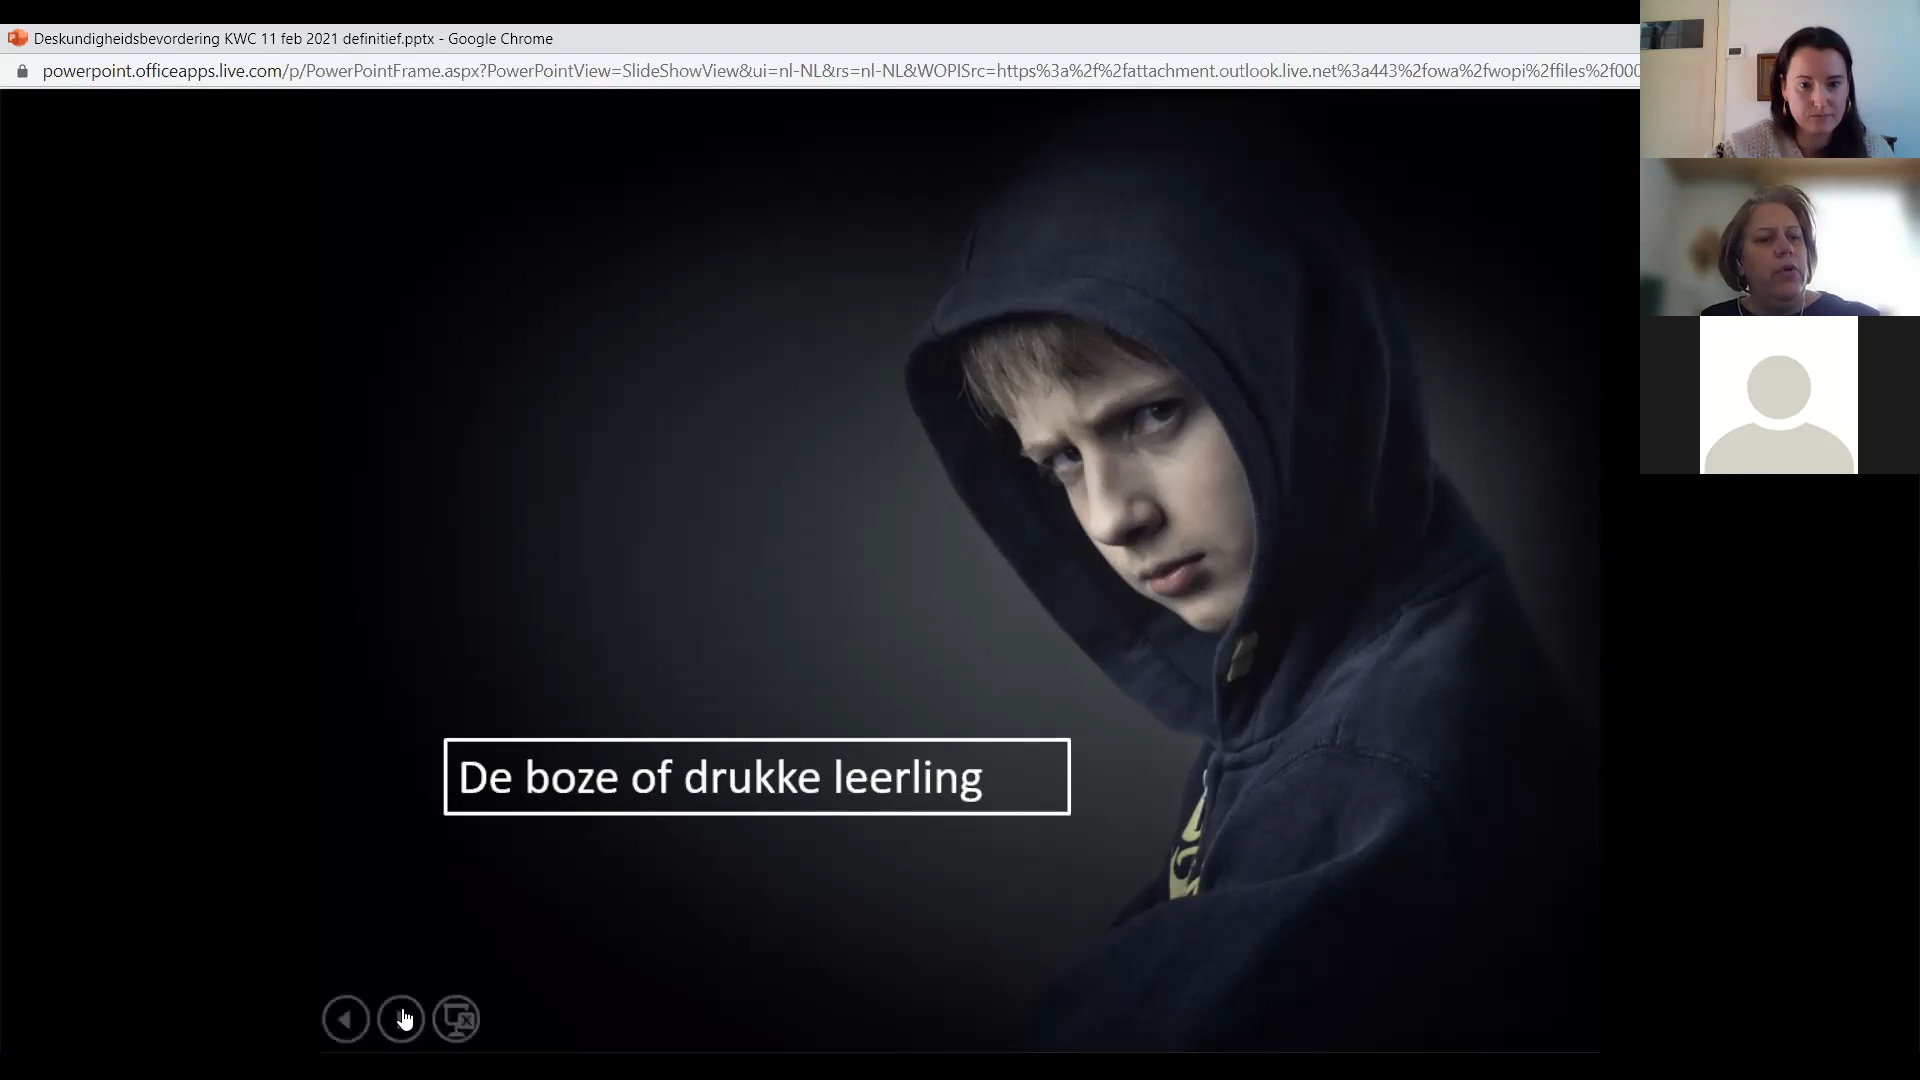 Deskundigheidsbevordering KWC 11 feb 2021 definitief.pptx - Google Chrome
powerpoint.officeapps.live.com/p/PowerPointFrame.aspx?PowerPointView=SlideShowView&ui=nl-NL&rs=nl-NL&WOPISrc=https%3a%2f%2fattachment.outlook.live.net%3a443%2fowa%2fwopi%2ffiles%2f000
De boze of drukke leerling